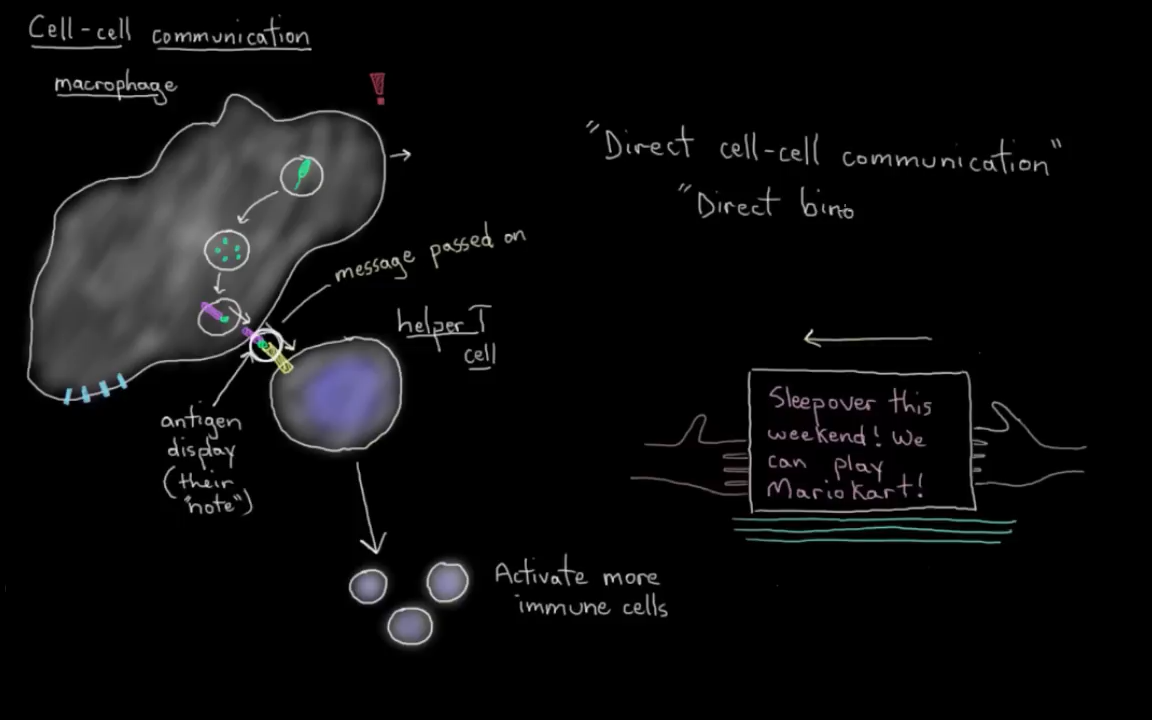 Cell-cell communication
macrophage
!
"Direct cell-cell communication"
"Direct bino
message passed on
helper T
cell
antigen
display
(their
"note")
Sleepover this
weekend! We
can play
MarioKart!
Activate more
immune cells